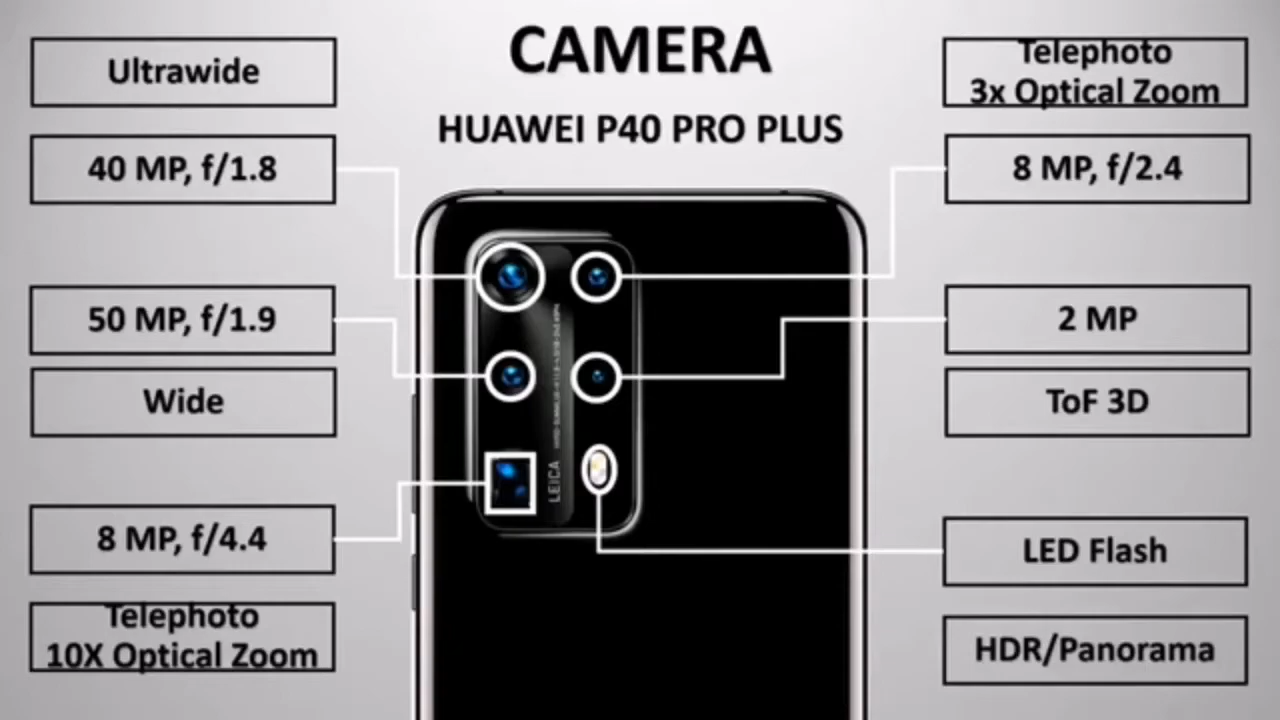 CAMERA
HUAWEI P40 PRO PLUS
Ultrawide
40 MP, f/1.8
50 MP, f/1.9
Wide
8 MP, f/4.4
Telephoto
10X Optical Zoom
Telephoto
3x Optical Zoom
8 MP, f/2.4
2 MP
ToF 3D
LED Flash
HDR/Panorama
LEICA